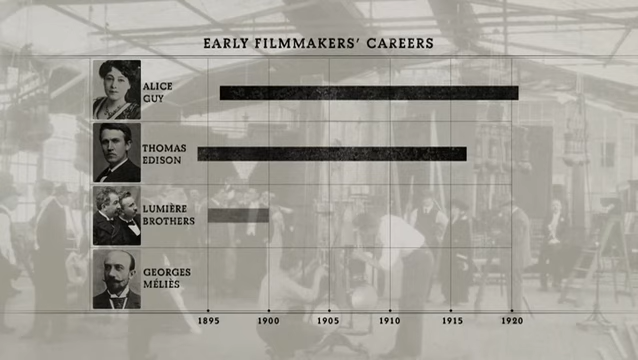 EARLY FILMMAKERS' CAREERS
ALICE
GUY
THOMAS
EDISON
LUMIÈRE
BROTHERS
GEORGES
MÉLIÈS
1895 1900 1905 1910 1915 1920